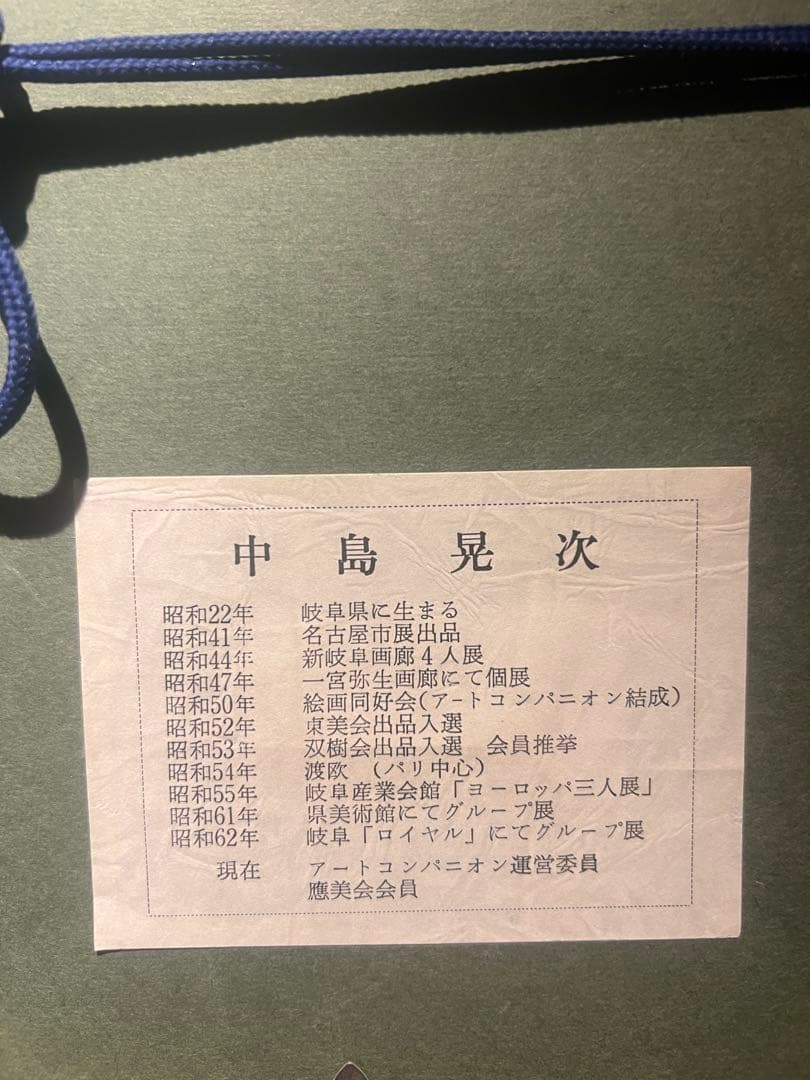 中島晃次
昭和22年 岐阜県に生まる
昭和41年 名古屋市展出品
昭和44年 新岐阜画廊4人展
昭和47年 一宮弥生画廊にて個展
昭和50年 絵画同好会(アートコンパニオン結成)
昭和52年 東美会出品入選
昭和53年 双樹会出品入選 会員推挙
昭和54年 渡欧 (パリ中心)
昭和55年 岐阜産業会館「ヨーロッパ三人展」
昭和61年 県美術館にてグループ展
昭和62年 岐阜「ロイヤル」にてグループ展
現在 アートコンパニオン運営委員
應美会会員